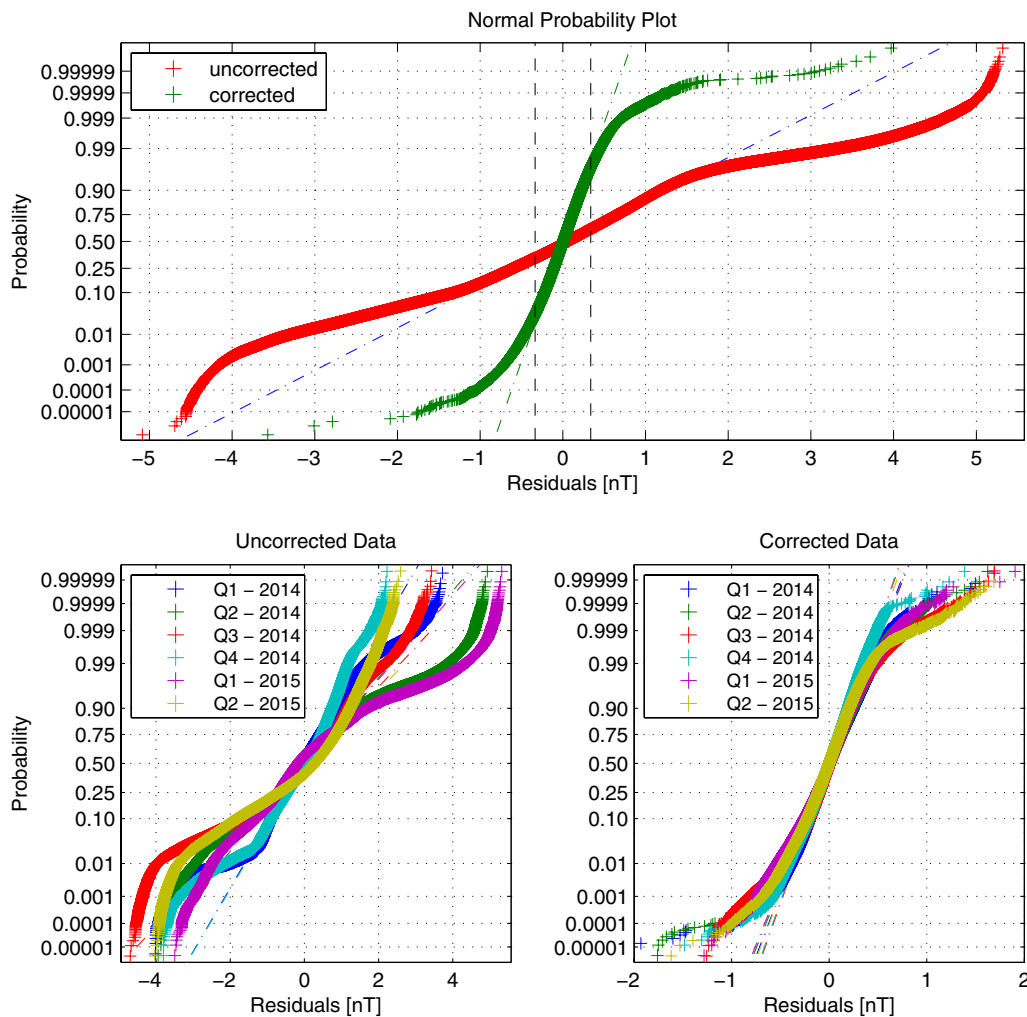 Normal Probability Plot
uncorrected
corrected
0.99999
0.9999
0.999
0.99
0.90
0.75
0.50
0.25
0.10
0.01
0.001
0.0001
0.00001
Probability
−5 −4 −3 −2 −1 0 1 2 3 4 5
Residuals [nT]
Uncorrected Data
Q1 − 2014
Q2 − 2014
Q3 − 2014
Q4 − 2014
Q1 − 2015
Q2 − 2015
0.99999
0.9999
0.999
0.99
0.90
0.75
0.50
0.25
0.10
0.01
0.001
0.0001
0.00001
Probability
−4 −2 0 2 4
Residuals [nT]
Corrected Data
Q1 − 2014
Q2 − 2014
Q3 − 2014
Q4 − 2014
Q1 − 2015
Q2 − 2015
0.99999
0.9999
0.999
0.99
0.90
0.75
0.50
0.25
0.10
0.01
0.001
0.0001
0.00001
−2 −1 0 1 2
Residuals [nT]